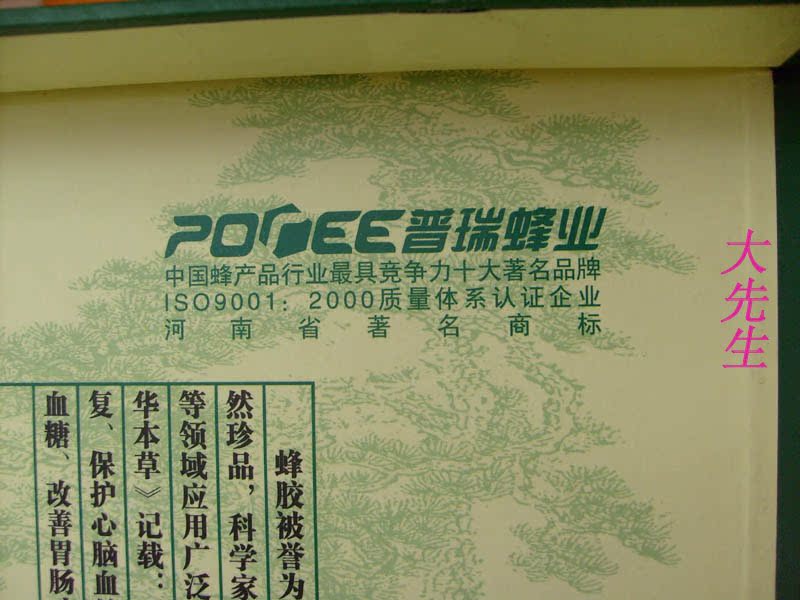 POGEE普瑞蜂业
中国蜂产品行业最具竞争力十大著名品牌
ISO9001：2000质量体系认证企业
河南省著名商标
大先生
蜂胶被誉为
然珍品，科学家
等领域应用广泛
华本草》记载：
复、保护心脑血
血糖、改善胃肠